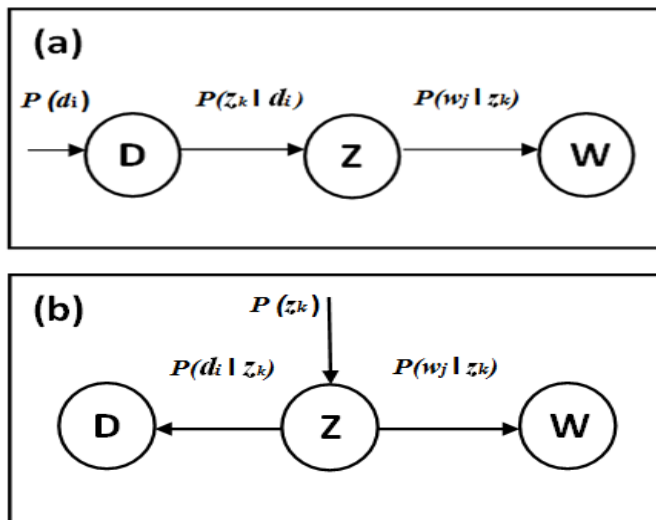 (a)
P (di) P(zk | di) P(wj | zk)
D Z W
(b)
P (zk)
P(di | zk) P(wj | zk)
D Z W